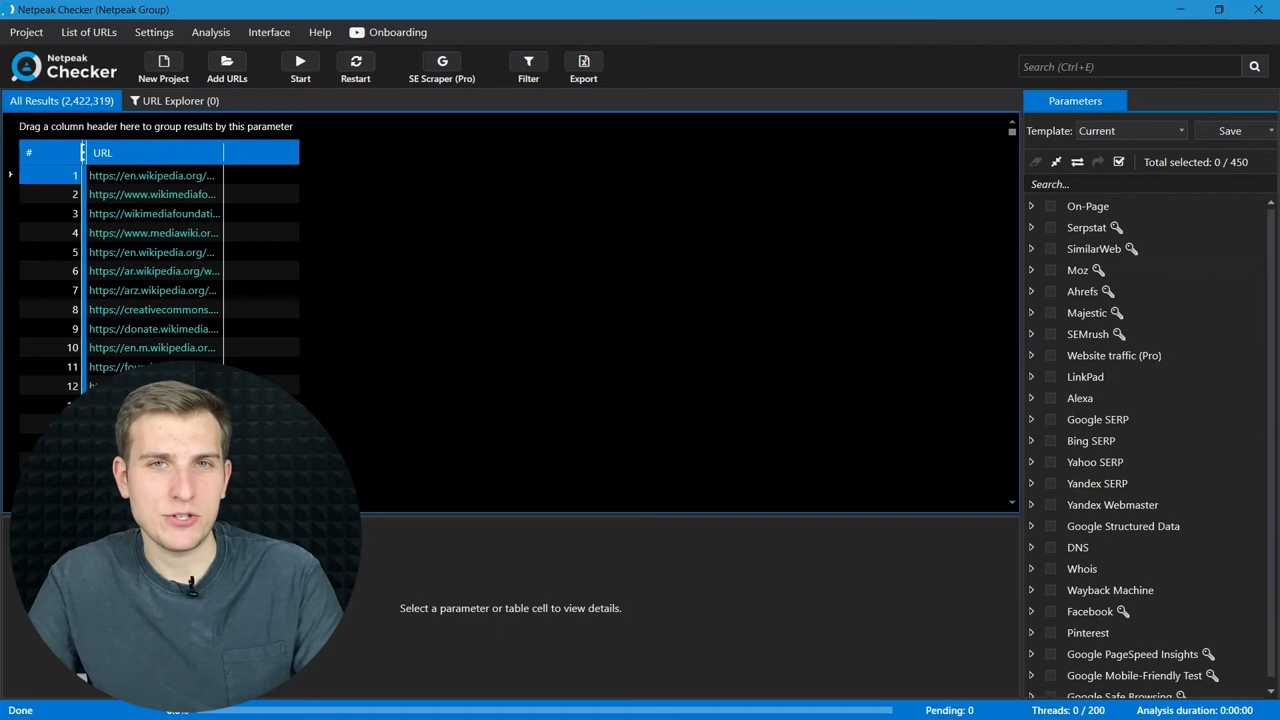 Netpeak Checker (Netpeak Group)
Project List of URLs Settings Analysis Interface Help Onboarding
Netpeak Checker
New Project Add URLs Start Restart SE Scraper (Pro) Filter Export
Search (Ctrl+E)
All Results (2,422,319) URL Explorer (0)
Drag a column header here to group results by this parameter
# URL
1 https://en.wikipedia.org/...
2 https://www.wikimediafo...
3 https://wikimediafoundati...
4 https://www.mediawiki.or...
5 https://en.wikipedia.org/...
6 https://ar.wikipedia.org/w...
7 https://arz.wikipedia.org/...
8 https://creativecommons....
9 https://donate.wikimedia....
10 https://en.m.wikipedia.or...
11
12
Select a parameter or table cell to view details.
Parameters
Template: Current Save
Total selected: 0 / 450
Search...
On-Page
Serpstat
SimilarWeb
Moz
Ahrefs
Majestic
SEMrush
Website traffic (Pro)
LinkPad
Alexa
Google SERP
Bing SERP
Yahoo SERP
Yandex SERP
Yandex Webmaster
Google Structured Data
DNS
Whois
Wayback Machine
Facebook
Pinterest
Google PageSpeed Insights
Google Mobile-Friendly Test
Google Safe Browsing
Done 0.0% Pending: 0 Threads: 0 / 200 Analysis duration: 0:00:00